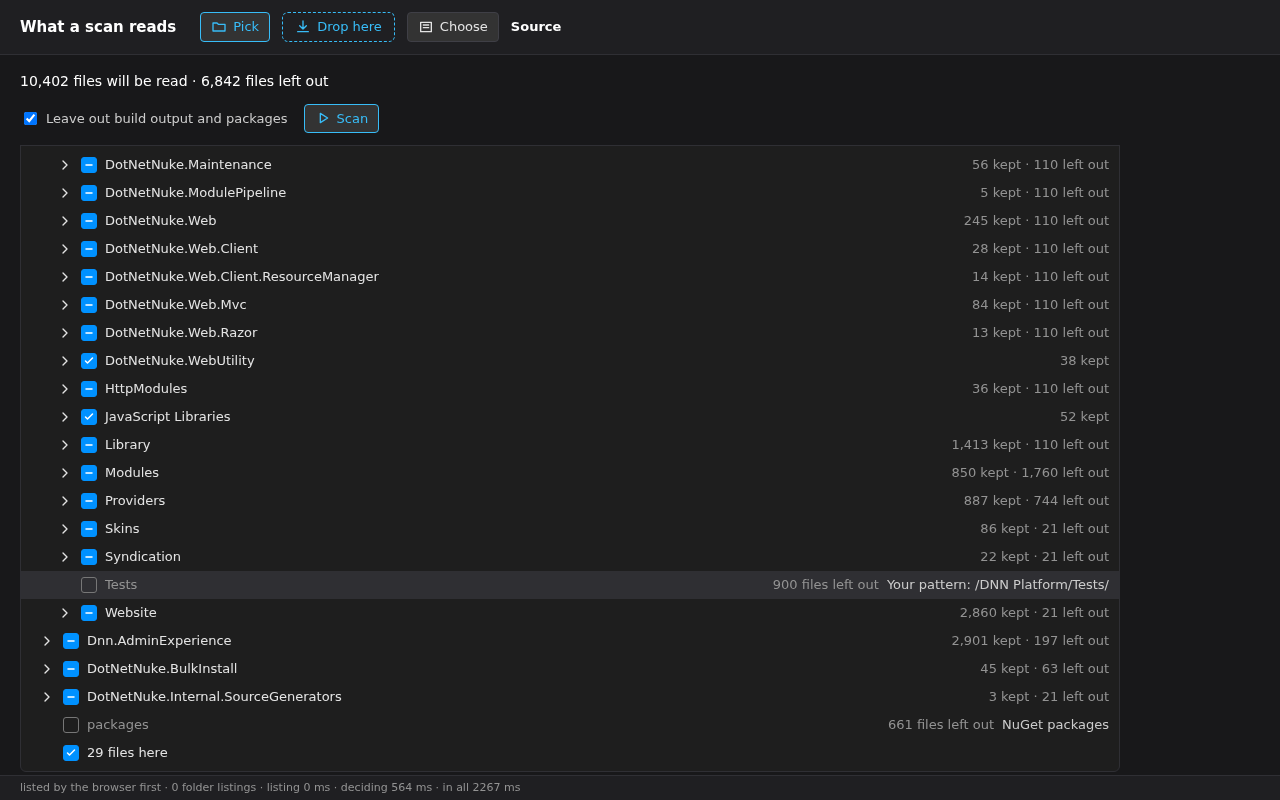 What a scan reads Pick Drop here Choose Source
10,402 files will be read · 6,842 files left out
Leave out build output and packages Scan
DotNetNuke.Maintenance 56 kept · 110 left out
DotNetNuke.ModulePipeline 5 kept · 110 left out
DotNetNuke.Web 245 kept · 110 left out
DotNetNuke.Web.Client 28 kept · 110 left out
DotNetNuke.Web.Client.ResourceManager 14 kept · 110 left out
DotNetNuke.Web.Mvc 84 kept · 110 left out
DotNetNuke.Web.Razor 13 kept · 110 left out
DotNetNuke.WebUtility 38 kept
HttpModules 36 kept · 110 left out
JavaScript Libraries 52 kept
Library 1,413 kept · 110 left out
Modules 850 kept · 1,760 left out
Providers 887 kept · 744 left out
Skins 86 kept · 21 left out
Syndication 22 kept · 21 left out
Tests 900 files left out Your pattern: /DNN Platform/Tests/
Website 2,860 kept · 21 left out
Dnn.AdminExperience 2,901 kept · 197 left out
DotNetNuke.BulkInstall 45 kept · 63 left out
DotNetNuke.Internal.SourceGenerators 3 kept · 21 left out
packages 661 files left out NuGet packages
29 files here
listed by the browser first · 0 folder listings · listing 0 ms · deciding 564 ms · in all 2267 ms